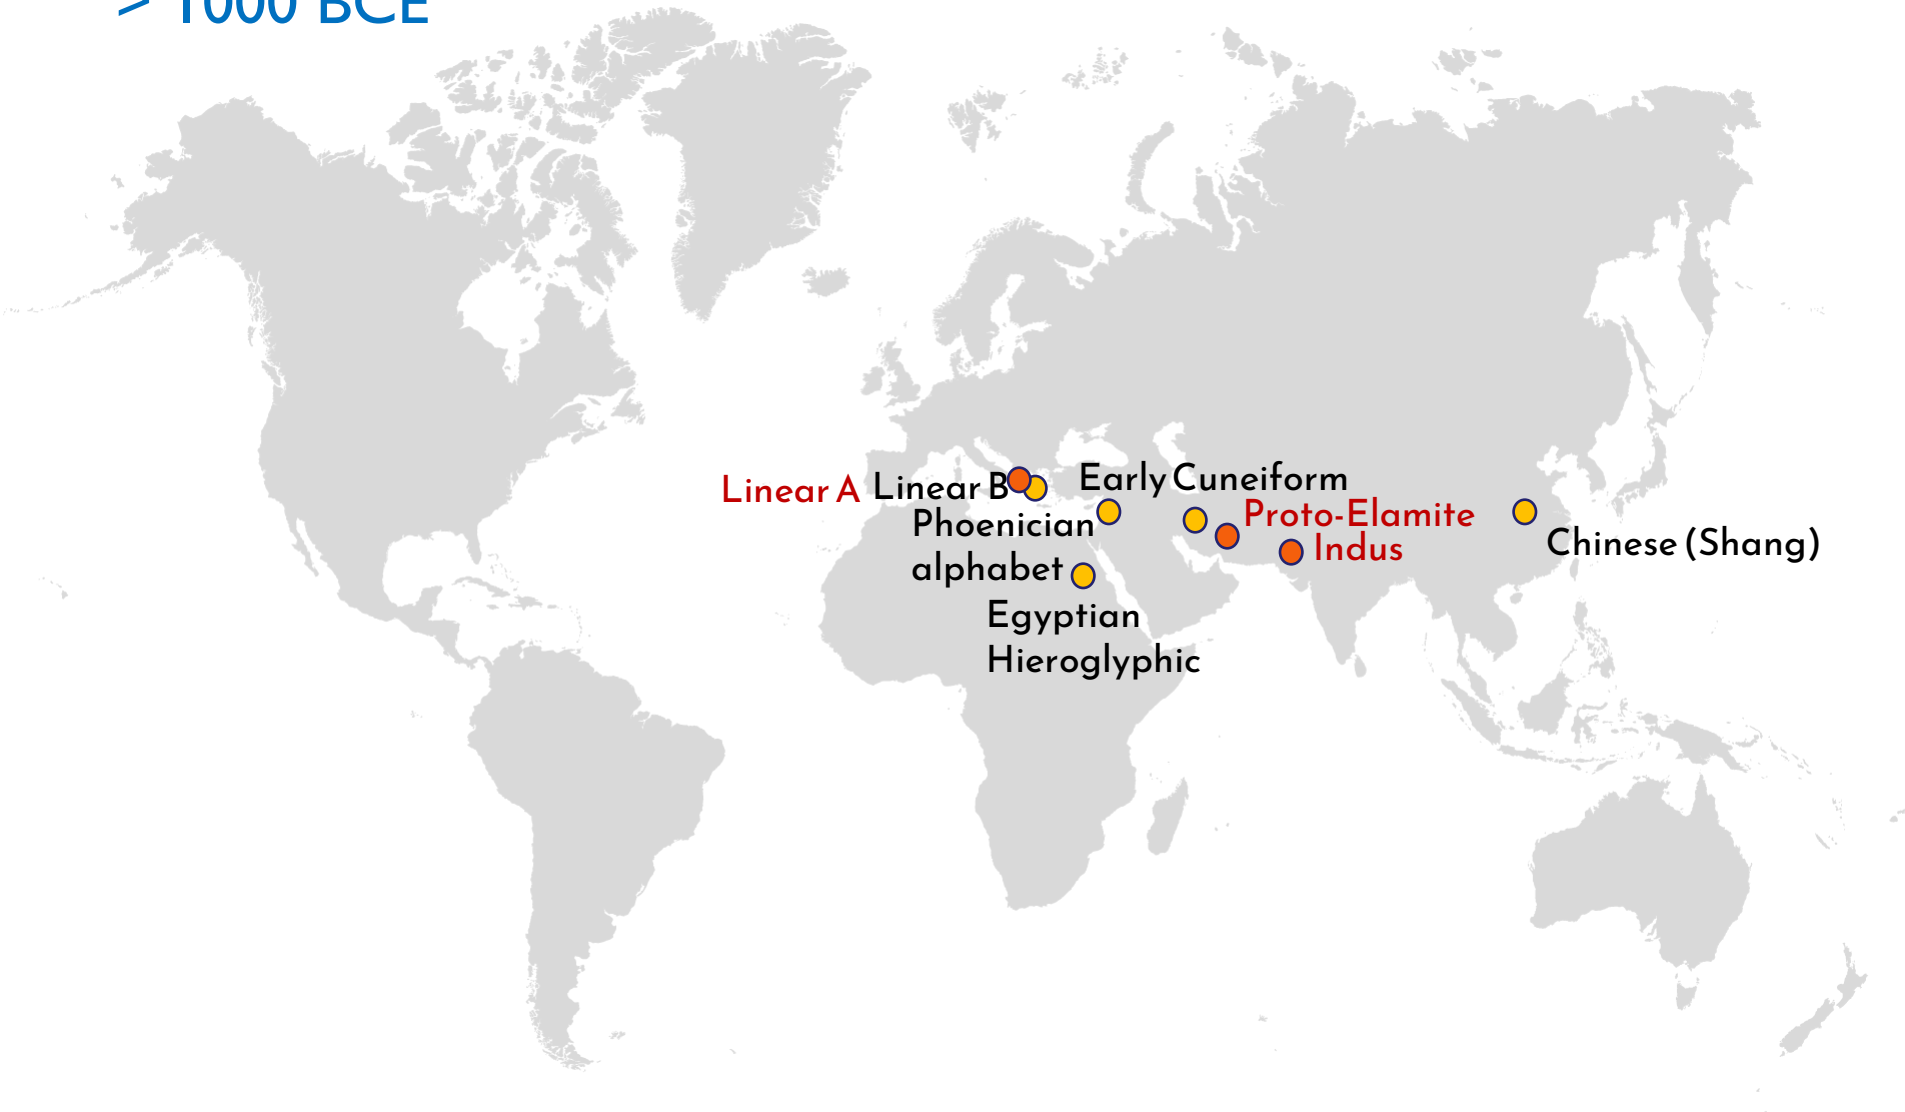 > 1000 BCE
Linear A
Linear B
Early Cuneiform
Phoenician
alphabet
Proto-Elamite
Indus
Chinese (Shang)
Egyptian
Hieroglyphic